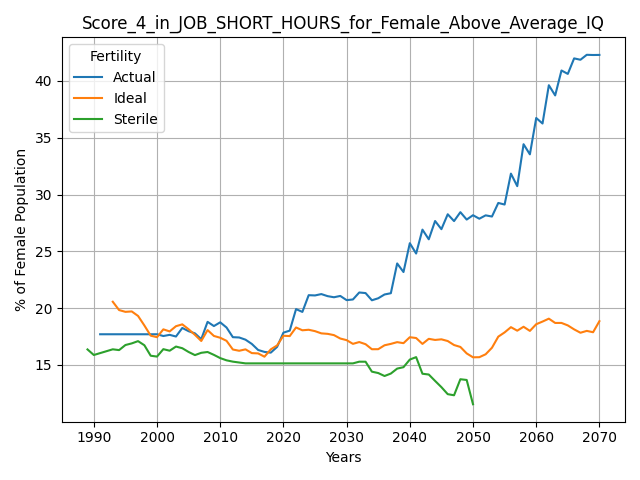 Score_4_in_JOB_SHORT_HOURS_for_Female_Above_Average_IQ
Fertility
Actual
Ideal
Sterile
% of Female Population
40
35
30
25
20
15
1990 2000 2010 2020 2030 2040 2050 2060 2070
Years